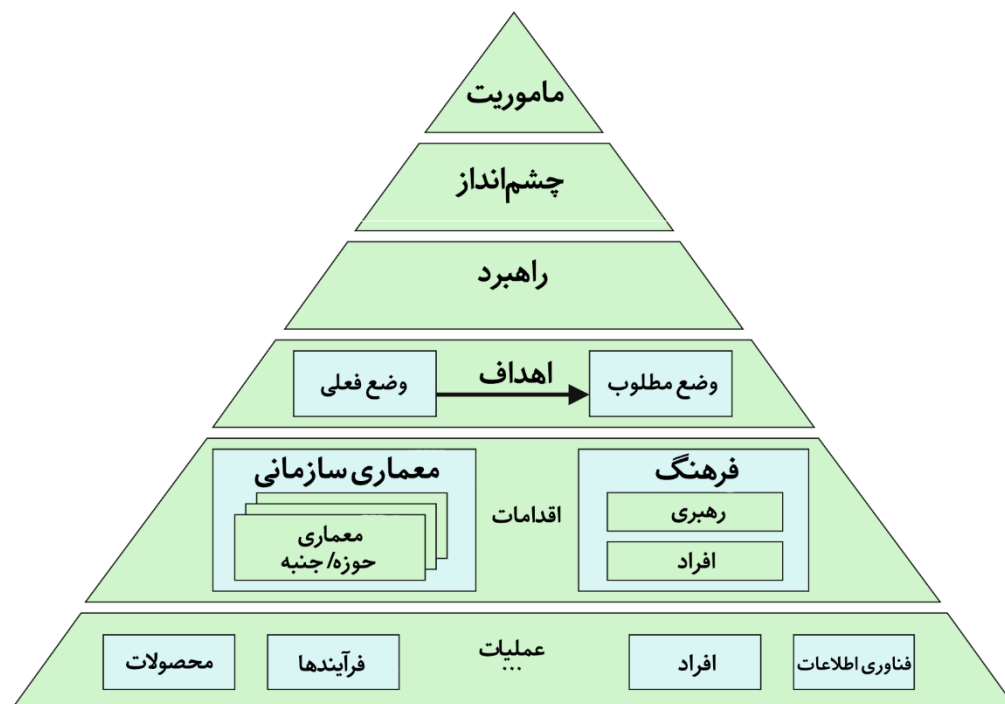 ماموریت
چشم‌انداز
راهبرد
اهداف
وضع فعلی
وضع مطلوب
فرهنگ
رهبری
افراد
اقدامات
معماری سازمانی
معماری
حوزه/ جنبه
عملیات
...
فناوری اطلاعات
افراد
فرآیندها
محصولات